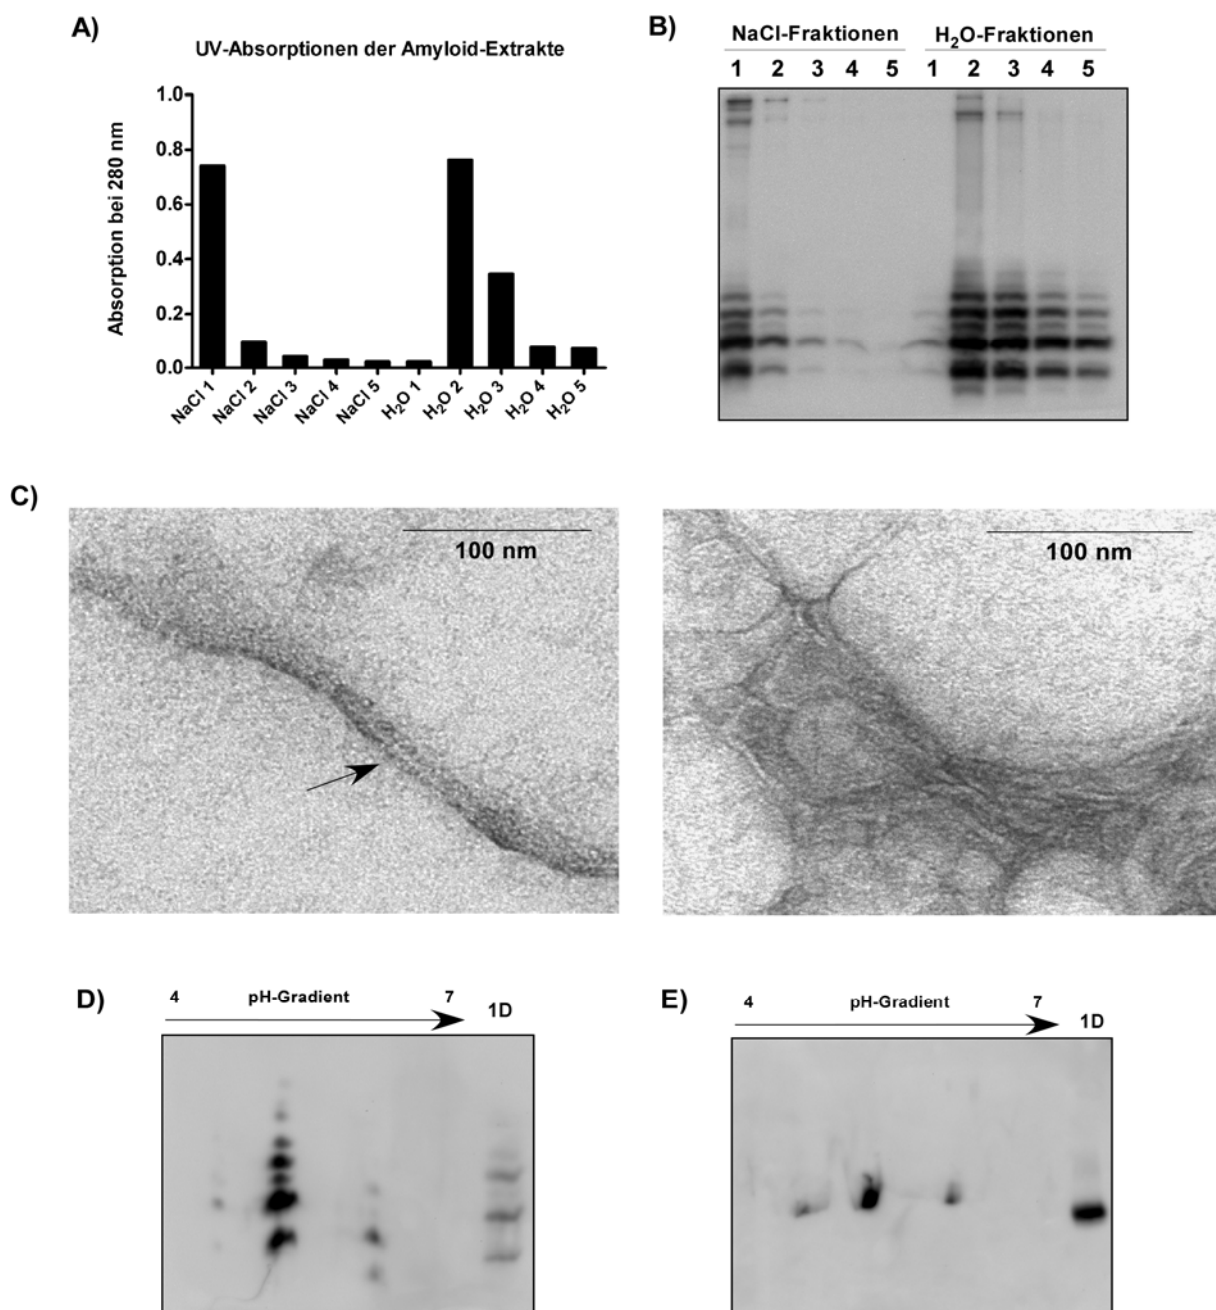 A)
UV-Absorptionen der Amyloid-Extrakte
Absorption bei 280 nm
1.0
0.8
0.6
0.4
0.2
0.0
NaCl 1
NaCl 2
NaCl 3
NaCl 4
NaCl 5
H₂O 1
H₂O 2
H₂O 3
H₂O 4
H₂O 5
B)
NaCl-Fraktionen H₂O-Fraktionen
1 2 3 4 5 1 2 3 4 5
C)
100 nm
100 nm
D)
4 pH-Gradient 7 1D
E)
4 pH-Gradient 7 1D